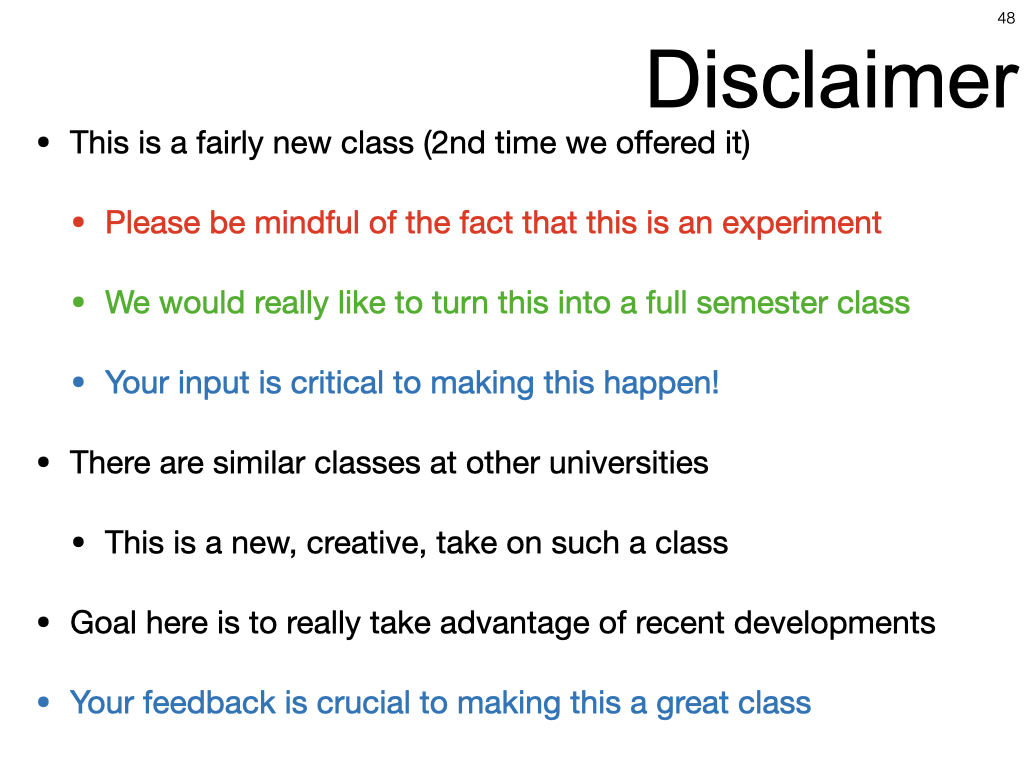 48
Disclaimer
• This is a fairly new class (2nd time we offered it)
• Please be mindful of the fact that this is an experiment
• We would really like to turn this into a full semester class
• Your input is critical to making this happen!
• There are similar classes at other universities
• This is a new, creative, take on such a class
• Goal here is to really take advantage of recent developments
• Your feedback is crucial to making this a great class